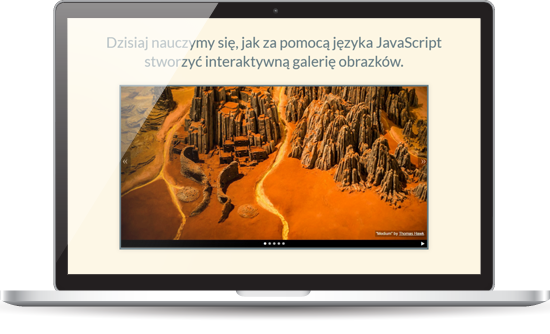 Dzisiaj nauczymy się, jak za pomocą języka JavaScript
stworzyć interaktywną galerię obrazków.
"Medium" by Thomas Hawk